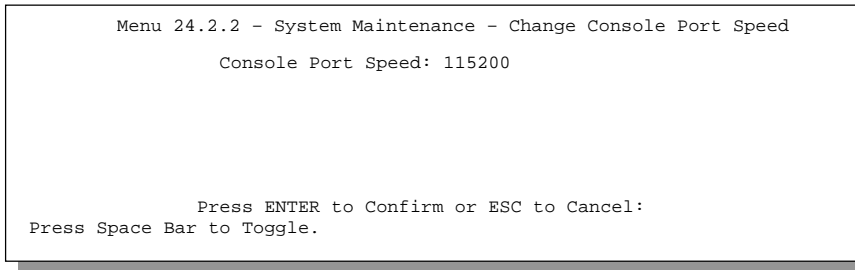 Menu 24.2.2 – System Maintenance – Change Console Port Speed
Console Port Speed: 115200
Press ENTER to Confirm or ESC to Cancel:
Press Space Bar to Toggle.